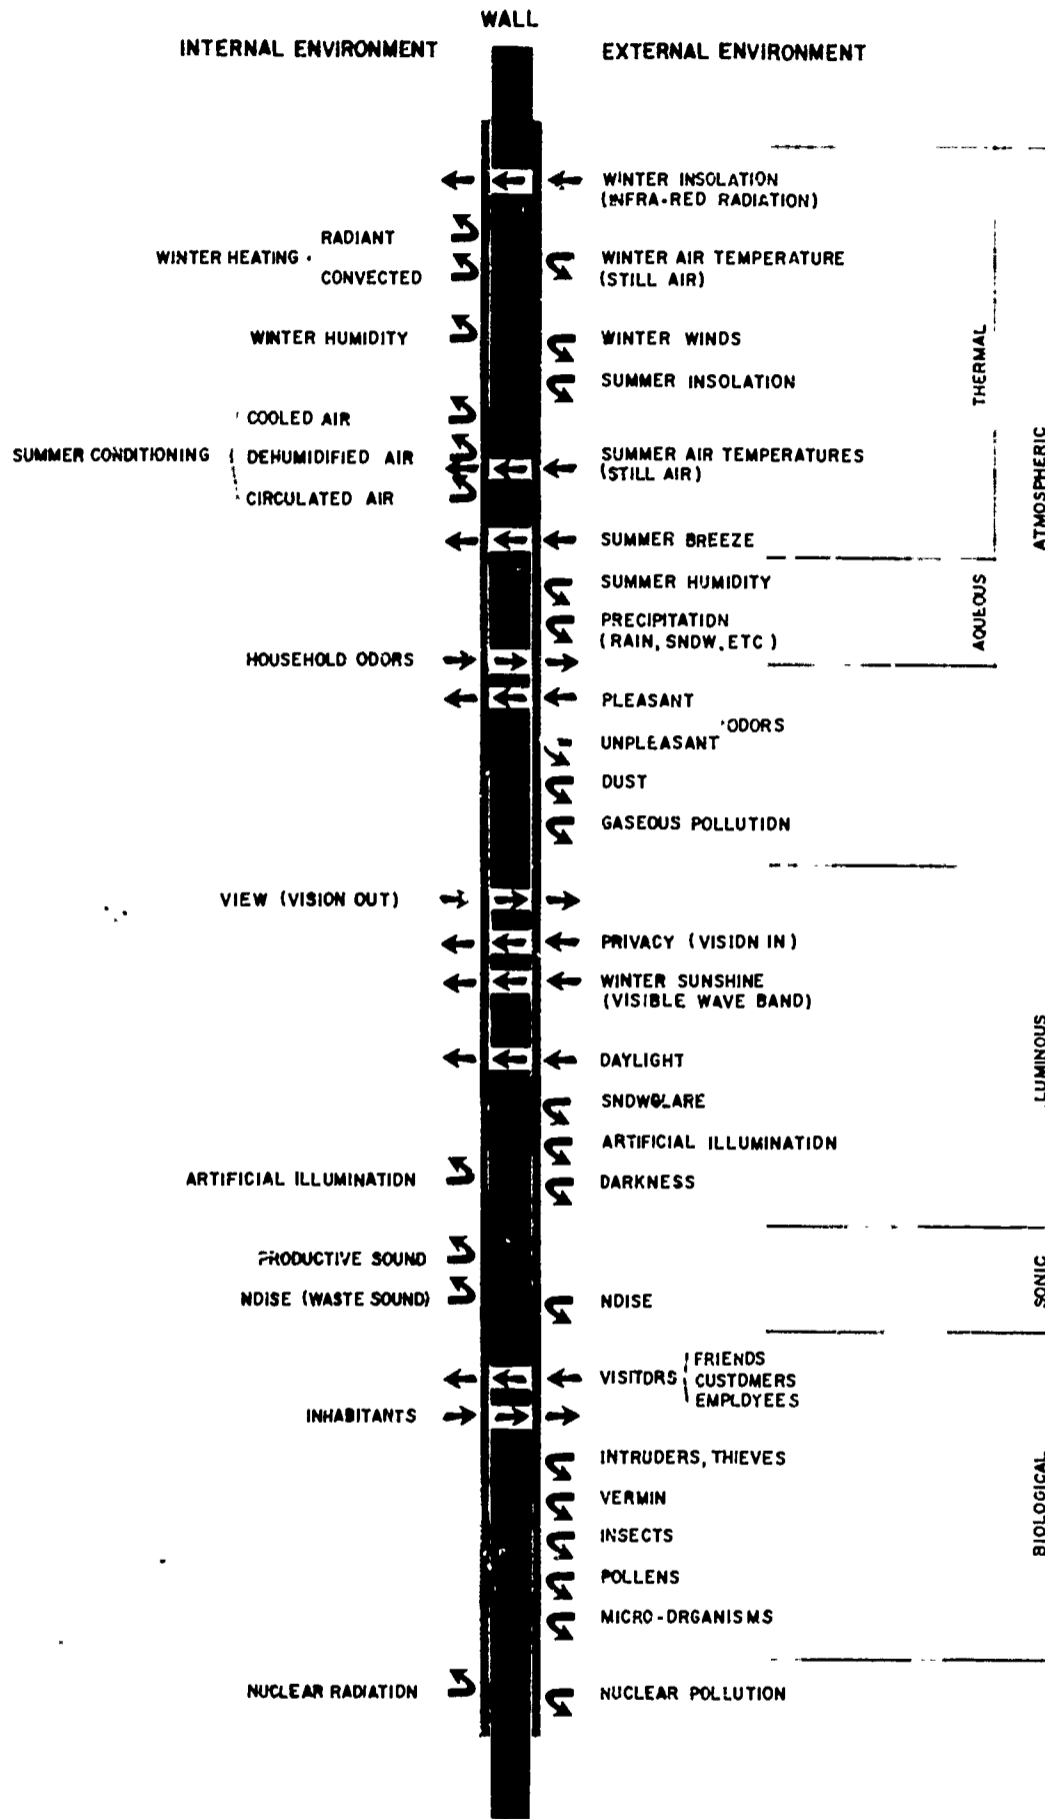 WALL
INTERNAL ENVIRONMENT
EXTERNAL ENVIRONMENT
WINTER INSOLATION
(INFRA-RED RADIATION)
RADIANT
WINTER HEATING
CONVECTED
WINTER AIR TEMPERATURE
(STILL AIR)
WINTER HUMIDITY
WINTER WINDS
SUMMER INSOLATION
THERMAL
COOLED AIR
SUMMER CONDITIONING
DEHUMIDIFIED AIR
CIRCULATED AIR
SUMMER AIR TEMPERATURES
(STILL AIR)
ATMOSPHERIC
SUMMER BREEZE
SUMMER HUMIDITY
PRECIPITATION
(RAIN, SNOW, ETC)
AQUEOUS
HOUSEHOLD ODORS
PLEASANT
ODORS
UNPLEASANT
DUST
GASEOUS POLLUTION
VIEW (VISION OUT)
PRIVACY (VISION IN)
WINTER SUNSHINE
(VISIBLE WAVE BAND)
LUMINOUS
DAYLIGHT
SNOWGLARE
ARTIFICIAL ILLUMINATION
ARTIFICIAL ILLUMINATION
DARKNESS
PRODUCTIVE SOUND
NOISE (WASTE SOUND)
NOISE
SONIC
VISITORS
FRIENDS
CUSTOMERS
EMPLOYEES
INHABITANTS
INTRUDERS, THIEVES
VERMIN
INSECTS
BIOLOGICAL
POLLENS
MICRO-ORGANISMS
NUCLEAR RADIATION
NUCLEAR POLLUTION